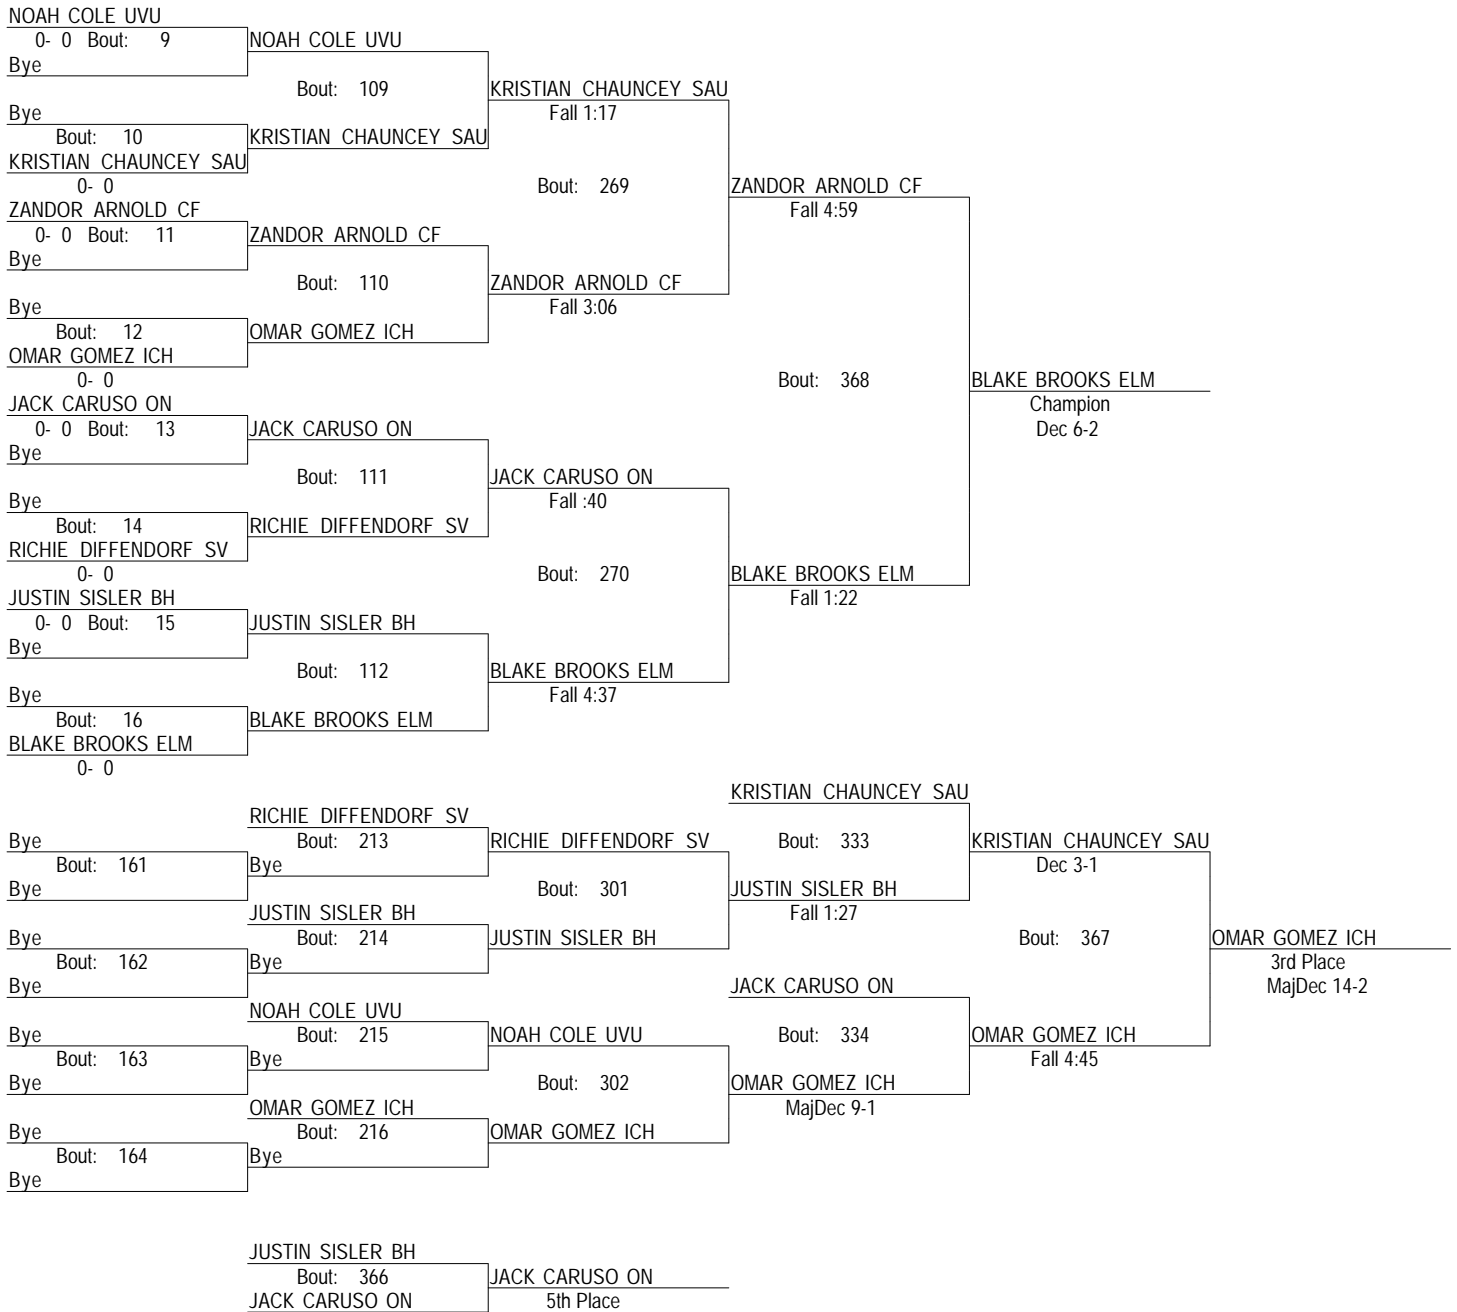 NOAH COLE UVU
0- 0 Bout: 9 NOAH COLE UVU
Bye
Bout: 109 KRISTIAN CHAUNCEY SAU
Bye Fall 1:17
Bout: 10 KRISTIAN CHAUNCEY SAU
KRISTIAN CHAUNCEY SAU
0- 0 Bout: 269 ZANDOR ARNOLD CF
ZANDOR ARNOLD CF Fall 4:59
0- 0 Bout: 11 ZANDOR ARNOLD CF
Bye
Bout: 110 ZANDOR ARNOLD CF
Bye Fall 3:06
Bout: 12 OMAR GOMEZ ICH
OMAR GOMEZ ICH
0- 0 Bout: 368 BLAKE BROOKS ELM
JACK CARUSO ON Champion
0- 0 Bout: 13 JACK CARUSO ON Dec 6-2
Bye
Bout: 111 JACK CARUSO ON
Bye Fall :40
Bout: 14 RICHIE DIFFENDORF SV
RICHIE DIFFENDORF SV
0- 0 Bout: 270 BLAKE BROOKS ELM
JUSTIN SISLER BH Fall 1:22
0- 0 Bout: 15 JUSTIN SISLER BH
Bye
Bout: 112 BLAKE BROOKS ELM
Bye Fall 4:37
Bout: 16 BLAKE BROOKS ELM
BLAKE BROOKS ELM
0- 0
KRISTIAN CHAUNCEY SAU
RICHIE DIFFENDORF SV
Bye Bout: 213 RICHIE DIFFENDORF SV Bout: 333 KRISTIAN CHAUNCEY SAU
Bout: 161 Bye Dec 3-1
Bye Bout: 301 JUSTIN SISLER BH
JUSTIN SISLER BH Fall 1:27
Bye Bout: 214 JUSTIN SISLER BH Bout: 367 OMAR GOMEZ ICH
Bout: 162 Bye 3rd Place
Bye JACK CARUSO ON MajDec 14-2
NOAH COLE UVU
Bye Bout: 215 NOAH COLE UVU Bout: 334 OMAR GOMEZ ICH
Bout: 163 Bye Fall 4:45
Bye Bout: 302 OMAR GOMEZ ICH
OMAR GOMEZ ICH MajDec 9-1
Bye Bout: 216 OMAR GOMEZ ICH
Bout: 164 Bye
Bye
JUSTIN SISLER BH
Bout: 366 JACK CARUSO ON
JACK CARUSO ON 5th Place